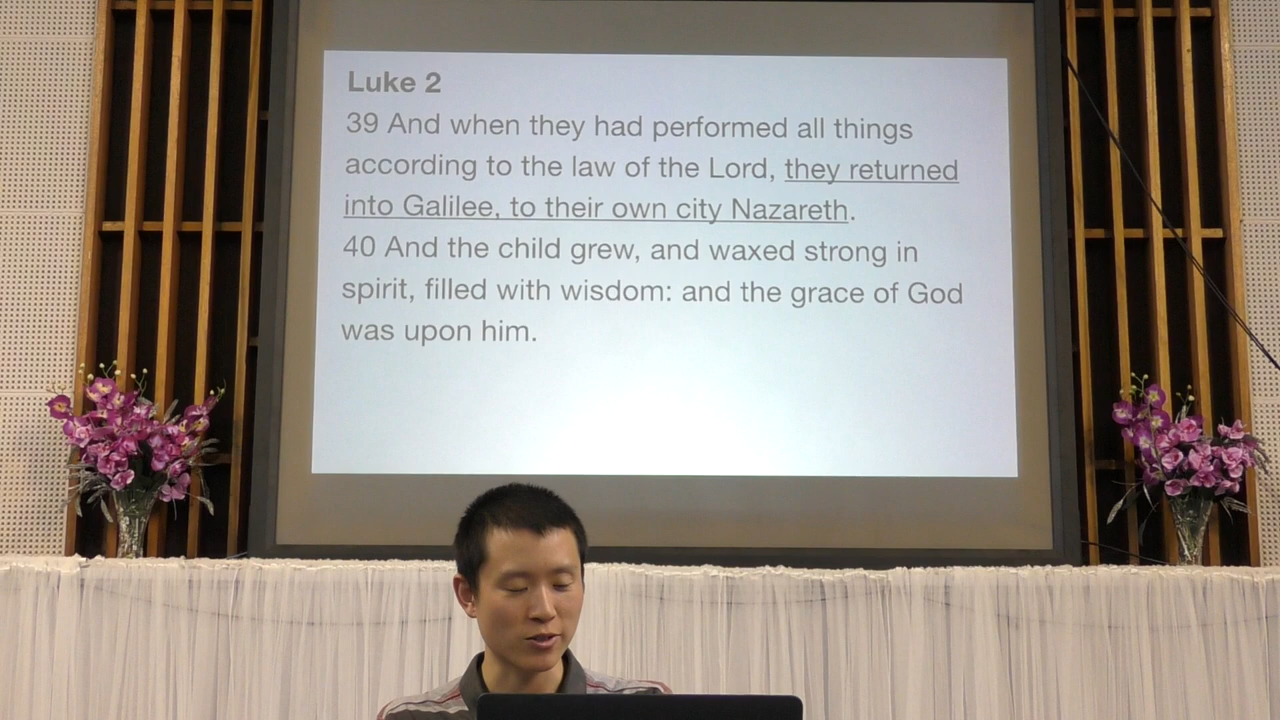 Luke 2
39 And when they had performed all things
according to the law of the Lord, they returned
into Galilee, to their own city Nazareth.
40 And the child grew, and waxed strong in
spirit, filled with wisdom: and the grace of God
was upon him.